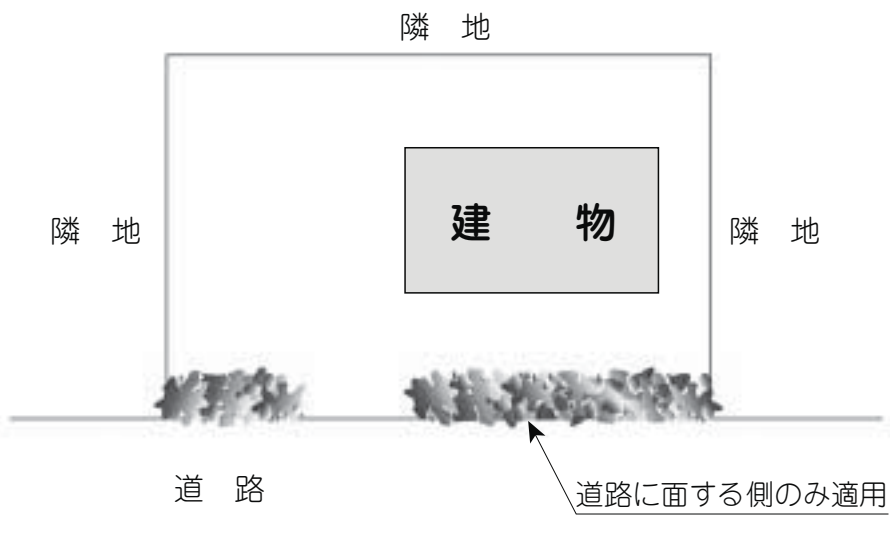 隣 地
隣 地
建 物
隣 地
道 路
道路に面する側のみ適用